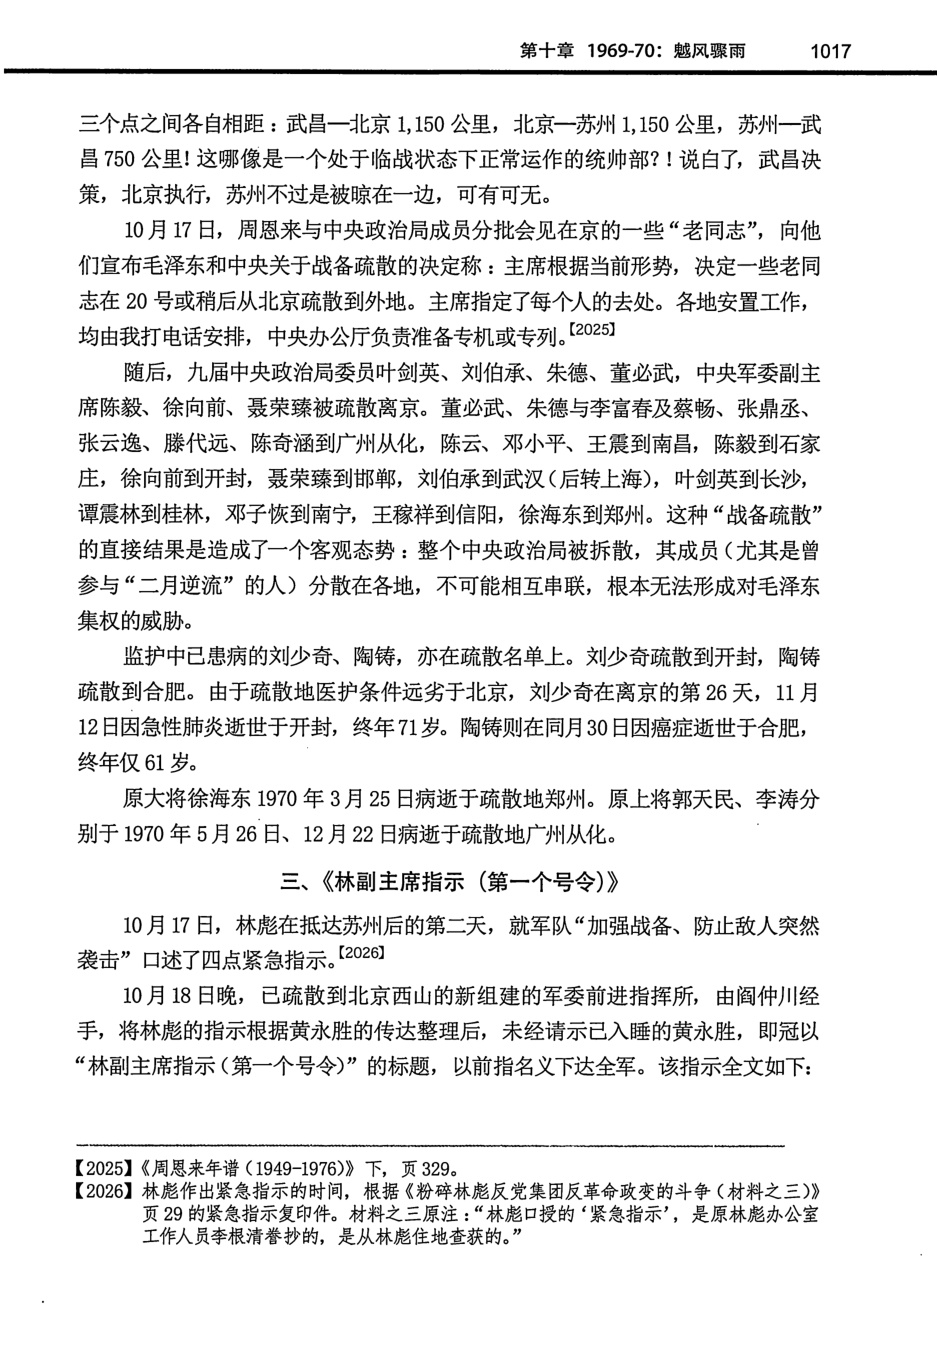 第十章 1969-70：魆风骤雨 1017
三个点之间各自相距：武昌—北京 1,150 公里，北京—苏州 1,150 公里，苏州—武
昌 750 公里! 这哪像是一个处于临战状态下正常运作的统帅部?! 说白了，武昌决
策，北京执行，苏州不过是被晾在一边，可有可无。
10 月 17 日，周恩来与中央政治局成员分批会见在京的一些“老同志”，向他
们宣布毛泽东和中央关于战备疏散的决定称：主席根据当前形势，决定一些老同
志在 20 号或稍后从北京疏散到外地。主席指定了每个人的去处。各地安置工作，
均由我打电话安排，中央办公厅负责准备专机或专列。【2025】
随后，九届中央政治局委员叶剑英、刘伯承、朱德、董必武，中央军委副主
席陈毅、徐向前、聂荣臻被疏散离京。董必武、朱德与李富春及蔡畅、张鼎丞、
张云逸、滕代远、陈奇涵到广州从化，陈云、邓小平、王震到南昌，陈毅到石家
庄，徐向前到开封，聂荣臻到邯郸，刘伯承到武汉（后转上海），叶剑英到长沙，
谭震林到桂林，邓子恢到南宁，王稼祥到信阳，徐海东到郑州。这种“战备疏散”
的直接结果是造成了一个客观态势：整个中央政治局被拆散，其成员（尤其是曾
参与“二月逆流”的人）分散在各地，不可能相互串联，根本无法形成对毛泽东
集权的威胁。
监护中已患病的刘少奇、陶铸，亦在疏散名单上。刘少奇疏散到开封，陶铸
疏散到合肥。由于疏散地医护条件远劣于北京，刘少奇在离京的第 26 天，11 月
12日因急性肺炎逝世于开封，终年71岁。陶铸则在同月30日因癌症逝世于合肥，
终年仅 61 岁。
原大将徐海东 1970 年 3 月 25 日病逝于疏散地郑州。原上将郭天民、李涛分
别于 1970 年 5 月 26 日、12 月 22 日病逝于疏散地广州从化。
三、《林副主席指示（第一个号令）》
10 月 17 日，林彪在抵达苏州后的第二天，就军队“加强战备、防止敌人突然
袭击”口述了四点紧急指示。【2026】
10 月 18 日晚，已疏散到北京西山的新组建的军委前进指挥所，由阎仲川经
手，将林彪的指示根据黄永胜的传达整理后，未经请示已入睡的黄永胜，即冠以
“林副主席指示（第一个号令）”的标题，以前指名义下达全军。该指示全文如下：
【2025】《周恩来年谱（1949-1976）》下，页 329。
【2026】林彪作出紧急指示的时间，根据《粉碎林彪反党集团反革命政变的斗争（材料之三）》
页 29 的紧急指示复印件。材料之三原注：“林彪口授的‘紧急指示’，是原林彪办公室
工作人员李根清誊抄的，是从林彪住地查获的。”